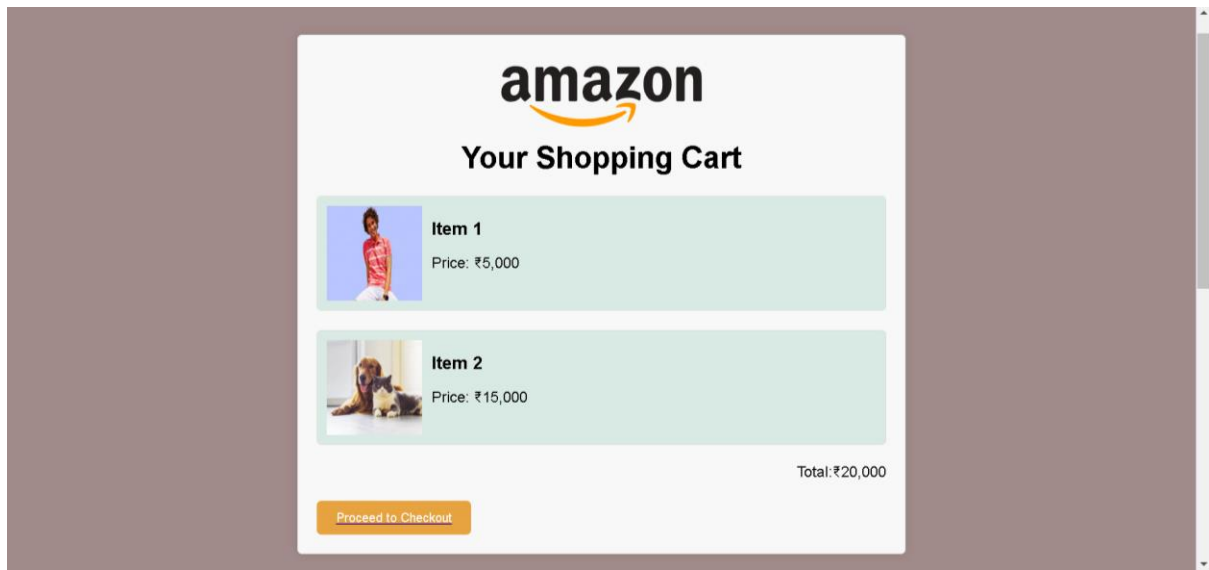 amazon
Your Shopping Cart
Item 1
Price: ₹5,000
Item 2
Price: ₹15,000
Total:₹20,000
Proceed to Checkout